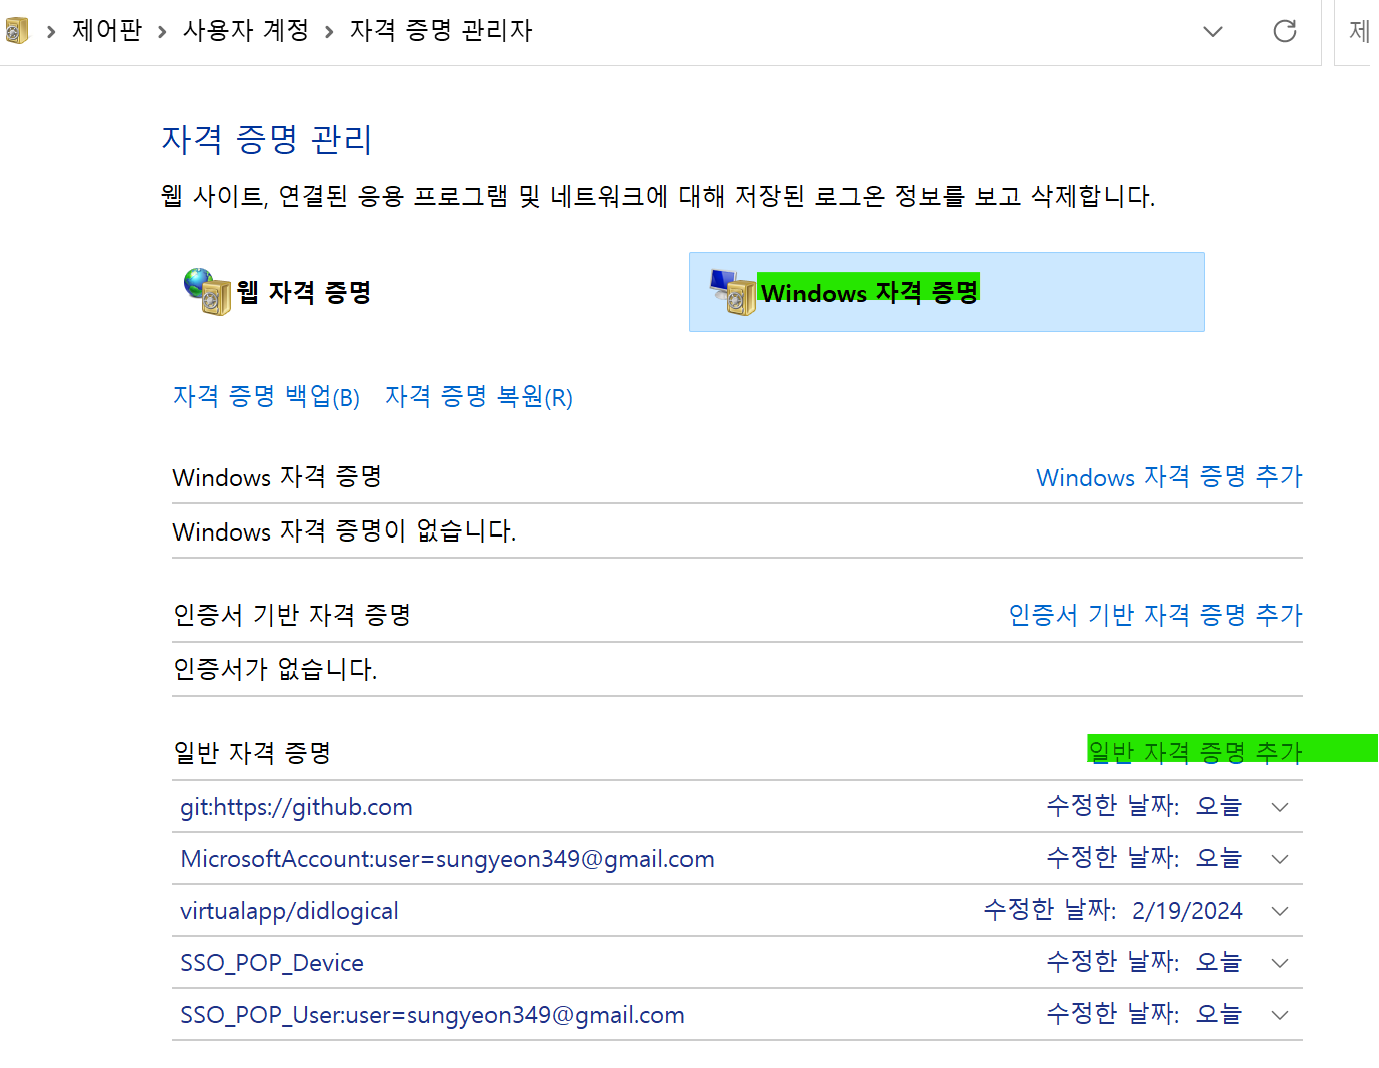 제어판 > 사용자 계정 > 자격 증명 관리자
제
자격 증명 관리
웹 사이트, 연결된 응용 프로그램 및 네트워크에 대해 저장된 로그온 정보를 보고 삭제합니다.
웹 자격 증명
Windows 자격 증명
자격 증명 백업(B) 자격 증명 복원(R)
Windows 자격 증명 Windows 자격 증명 추가
Windows 자격 증명이 없습니다.
인증서 기반 자격 증명 인증서 기반 자격 증명 추가
인증서가 없습니다.
일반 자격 증명 일반 자격 증명 추가
git:https://github.com 수정한 날짜: 오늘
MicrosoftAccount:user=sungyeon349@gmail.com 수정한 날짜: 오늘
virtualapp/didlogical 수정한 날짜: 2/19/2024
SSO_POP_Device 수정한 날짜: 오늘
SSO_POP_User:user=sungyeon349@gmail.com 수정한 날짜: 오늘